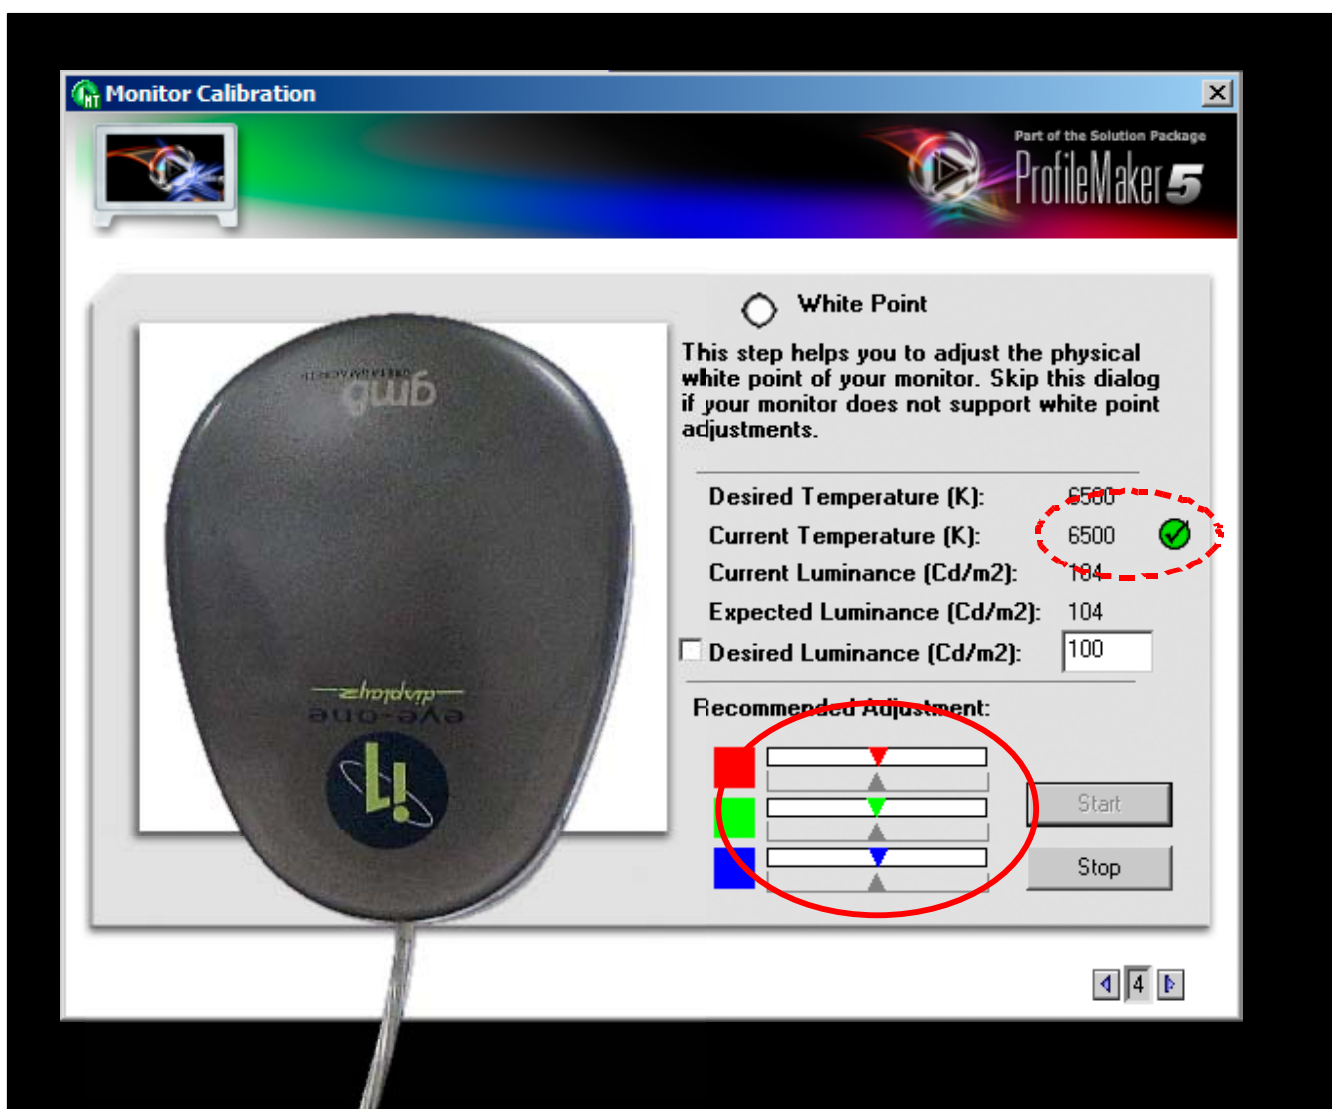 Monitor Calibration
Part of the Solution Package
ProfileMaker 5
White Point
This step helps you to adjust the physical
white point of your monitor. Skip this dialog
if your monitor does not support white point
adjustments.
Desired Temperature (K): 6500
Current Temperature (K): 6500
Current Luminance (Cd/m2): 104
Expected Luminance (Cd/m2): 104
Desired Luminance (Cd/m2): 100
Recommended Adjustment:
Start
Stop
4
gmb
display2
eye-one
i1